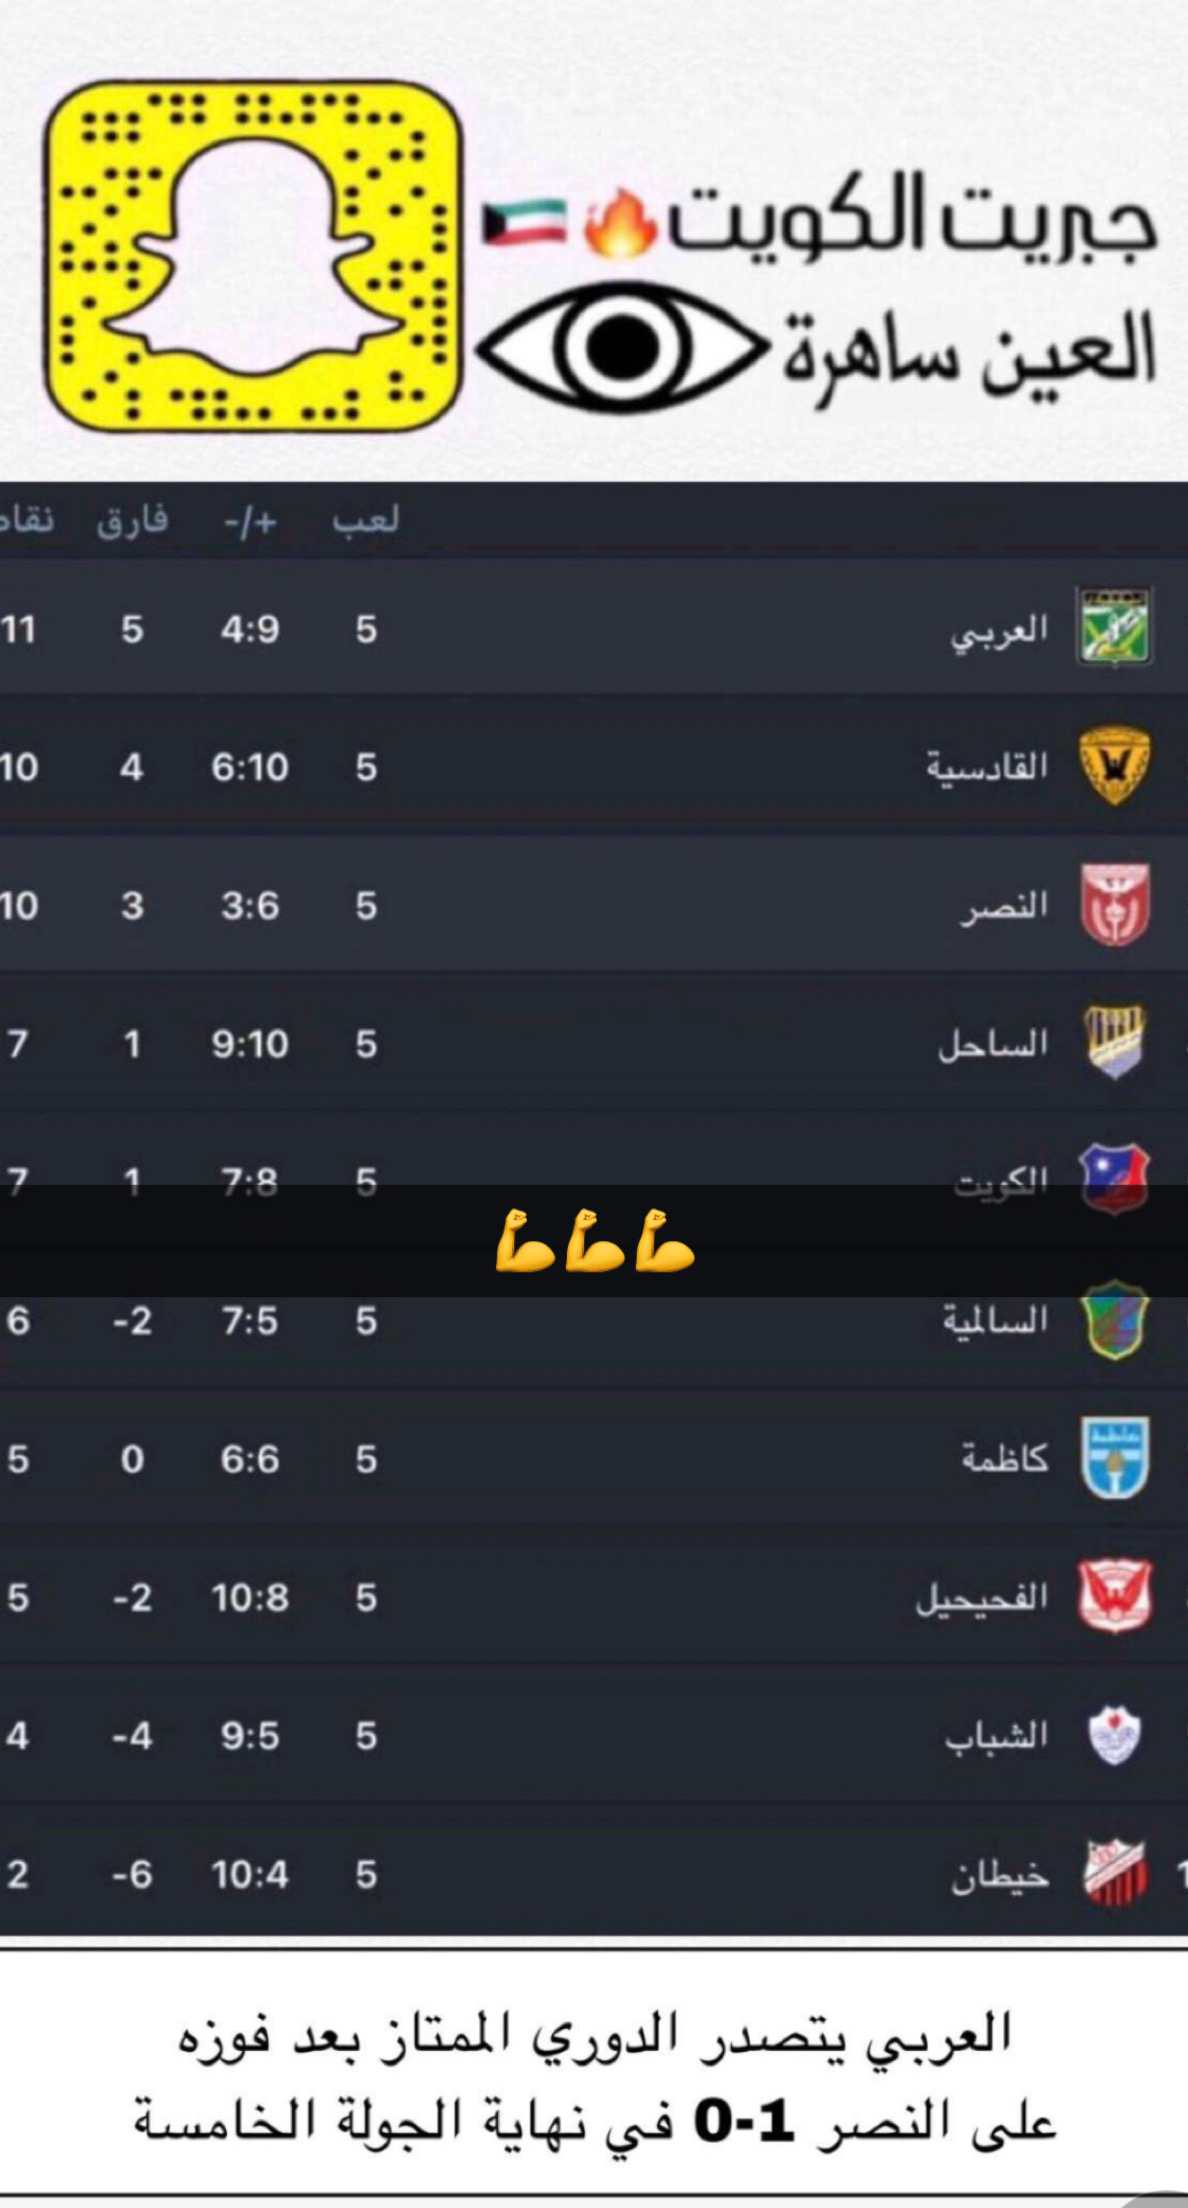 جبريت الكويت🔥🇰🇼
العين ساهرة
لعب +/- فارق نقاط
العربي 5 4:9 5 11
القادسية 5 6:10 4 10
النصر 5 3:6 3 10
الساحل 5 9:10 1 7
الكويت 5 7:8 1 7
💪💪💪
السالمية 5 7:5 -2 6
كاظمة 5 6:6 0 5
الفحيحيل 5 10:8 -2 5
الشباب 5 9:5 -4 4
خيطان 5 10:4 -6 2
العربي يتصدر الدوري الممتاز بعد فوزه
على النصر 1-0 في نهاية الجولة الخامسة